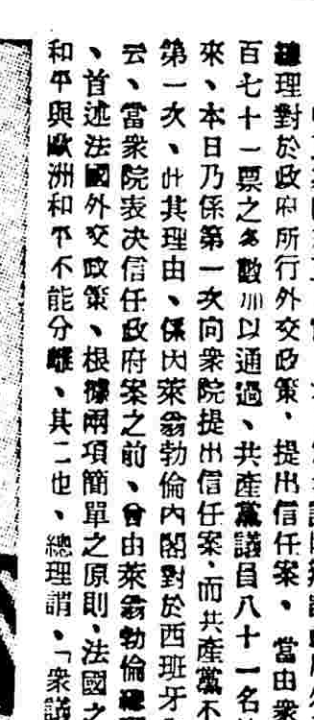 總理對於政府所行外交政策、提出信任案、當由衆
百七十一票之多數加以通過、共產黨議員八十一名
來、本日乃係第一次向衆院提出信任案、而共產黨不
第一次、此其理由、係因萊翁勃倫內閣對於西班牙
云、當衆院表决信任政府案之前、會由萊翁勃倫總
、首述法國外交政策、根據兩項簡單之原則、法國之
和平與歐洲和平不能分離、其二也、總理謂、「衆議